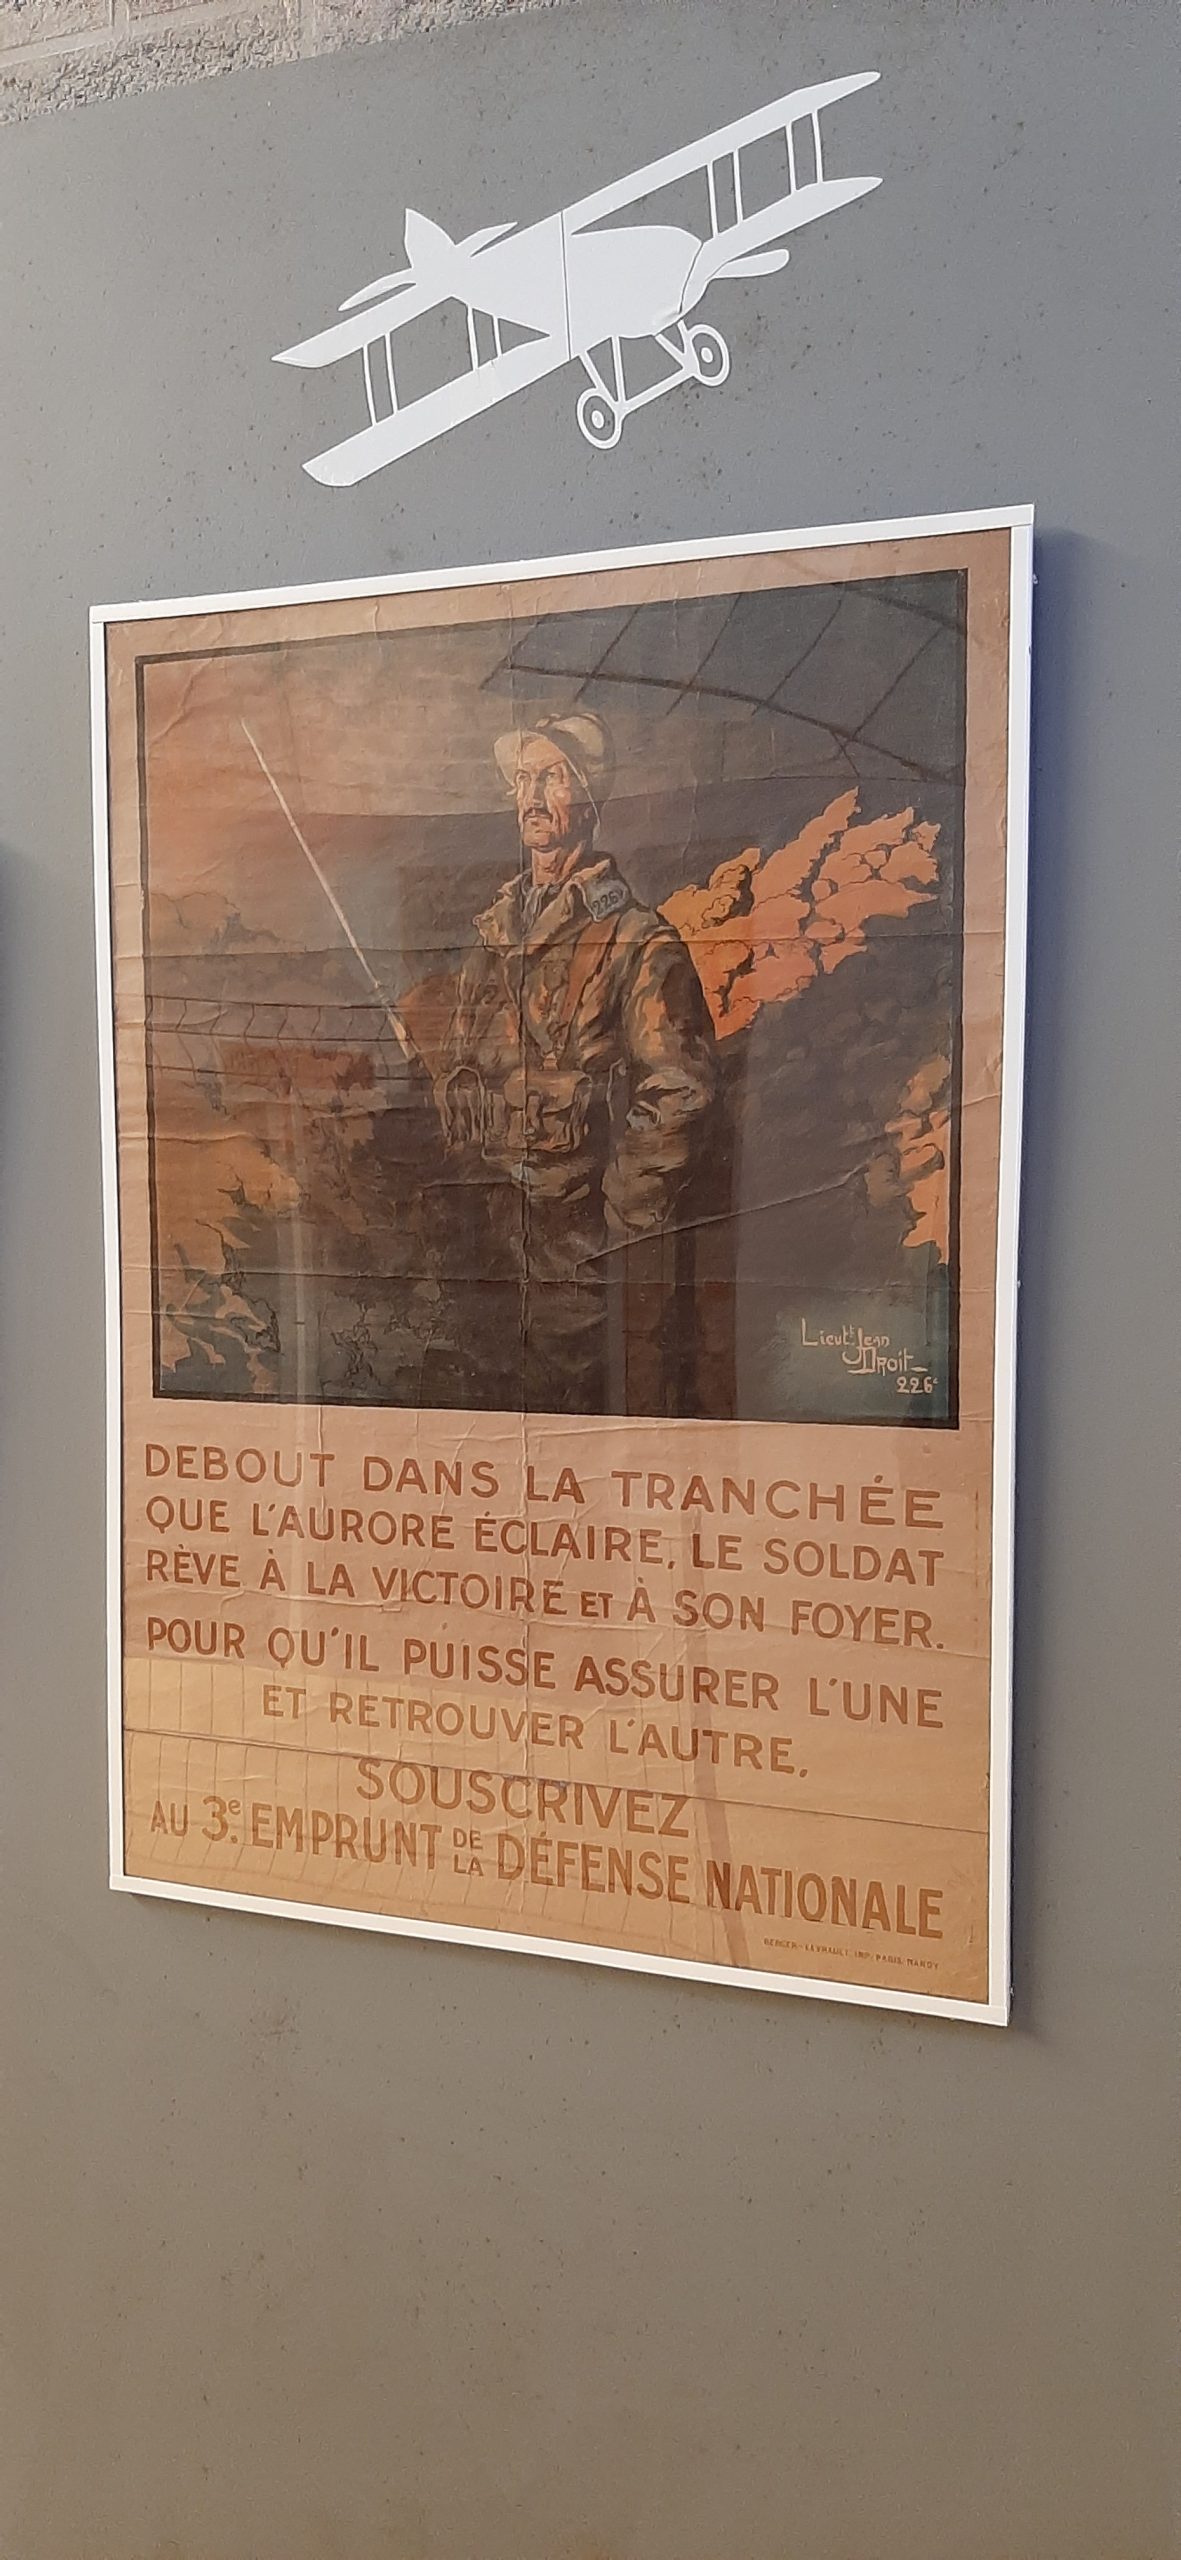 226
Lieut.t Jean
Droit_
226e
DEBOUT DANS LA TRANCHÉE
QUE L'AURORE ÉCLAIRE, LE SOLDAT
RÊVE À LA VICTOIRE ET À SON FOYER.
POUR QU'IL PUISSE ASSURER L'UNE
ET RETROUVER L'AUTRE,
SOUSCRIVEZ
AU 3e. EMPRUNT DE LA DÉFENSE NATIONALE
BERGER-LEVRAULT, IMP. PARIS-NANCY